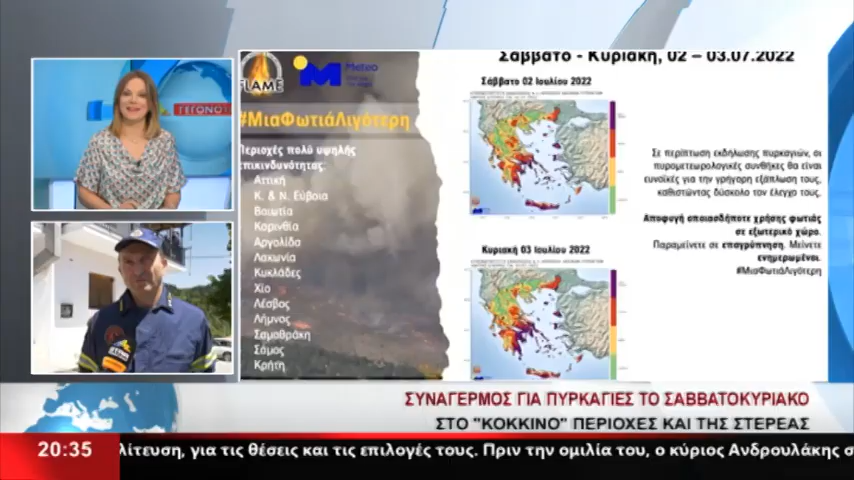 ΓΕΓΟΝΟΤ
FLAME
Meteo
#ΜιαΦωτιάΛιγότερη
Περιοχές πολύ υψηλής
επικινδυνότητας:
Αττική
Κ. & Ν. Εύβοια
Βοιωτία
Κορινθία
Αργολίδα
Λακωνία
Κυκλάδες
Χίο
Λέσβος
Λήμνος
Σαμοθράκη
Σάμος
Κρήτη
Σάββατο - Κυριακή, 02 – 03.07.2022
Σάββατο 02 Ιουλίου 2022
Κυριακή 03 Ιουλίου 2022
Σε περίπτωση εκδήλωσης πυρκαγιών, οι
πυρομετεωρολογικές συνθήκες θα είναι
ευνοϊκές για την γρήγορη εξάπλωση τους,
καθιστώντας δύσκολο τον έλεγχο τους.
Αποφυγή οποιασδήποτε χρήσης φωτιάς
σε εξωτερικό χώρο.
Παραμείνετε σε επαγρύπνηση. Μείνετε
ενημερωμένοι.
#ΜιαΦωτιάΛιγότερη
ΣΥΝΑΓΕΡΜΟΣ ΓΙΑ ΠΥΡΚΑΓΙΕΣ ΤΟ ΣΑΒΒΑΤΟΚΥΡΙΑΚΟ
ΣΤΟ "ΚΟΚΚΙΝΟ" ΠΕΡΙΟΧΕΣ ΚΑΙ ΤΗΣ ΣΤΕΡΕΑΣ
20:35
λίτευση, για τις θέσεις και τις επιλογές τους. Πριν την ομιλία του, ο κύριος Ανδρουλάκης σ